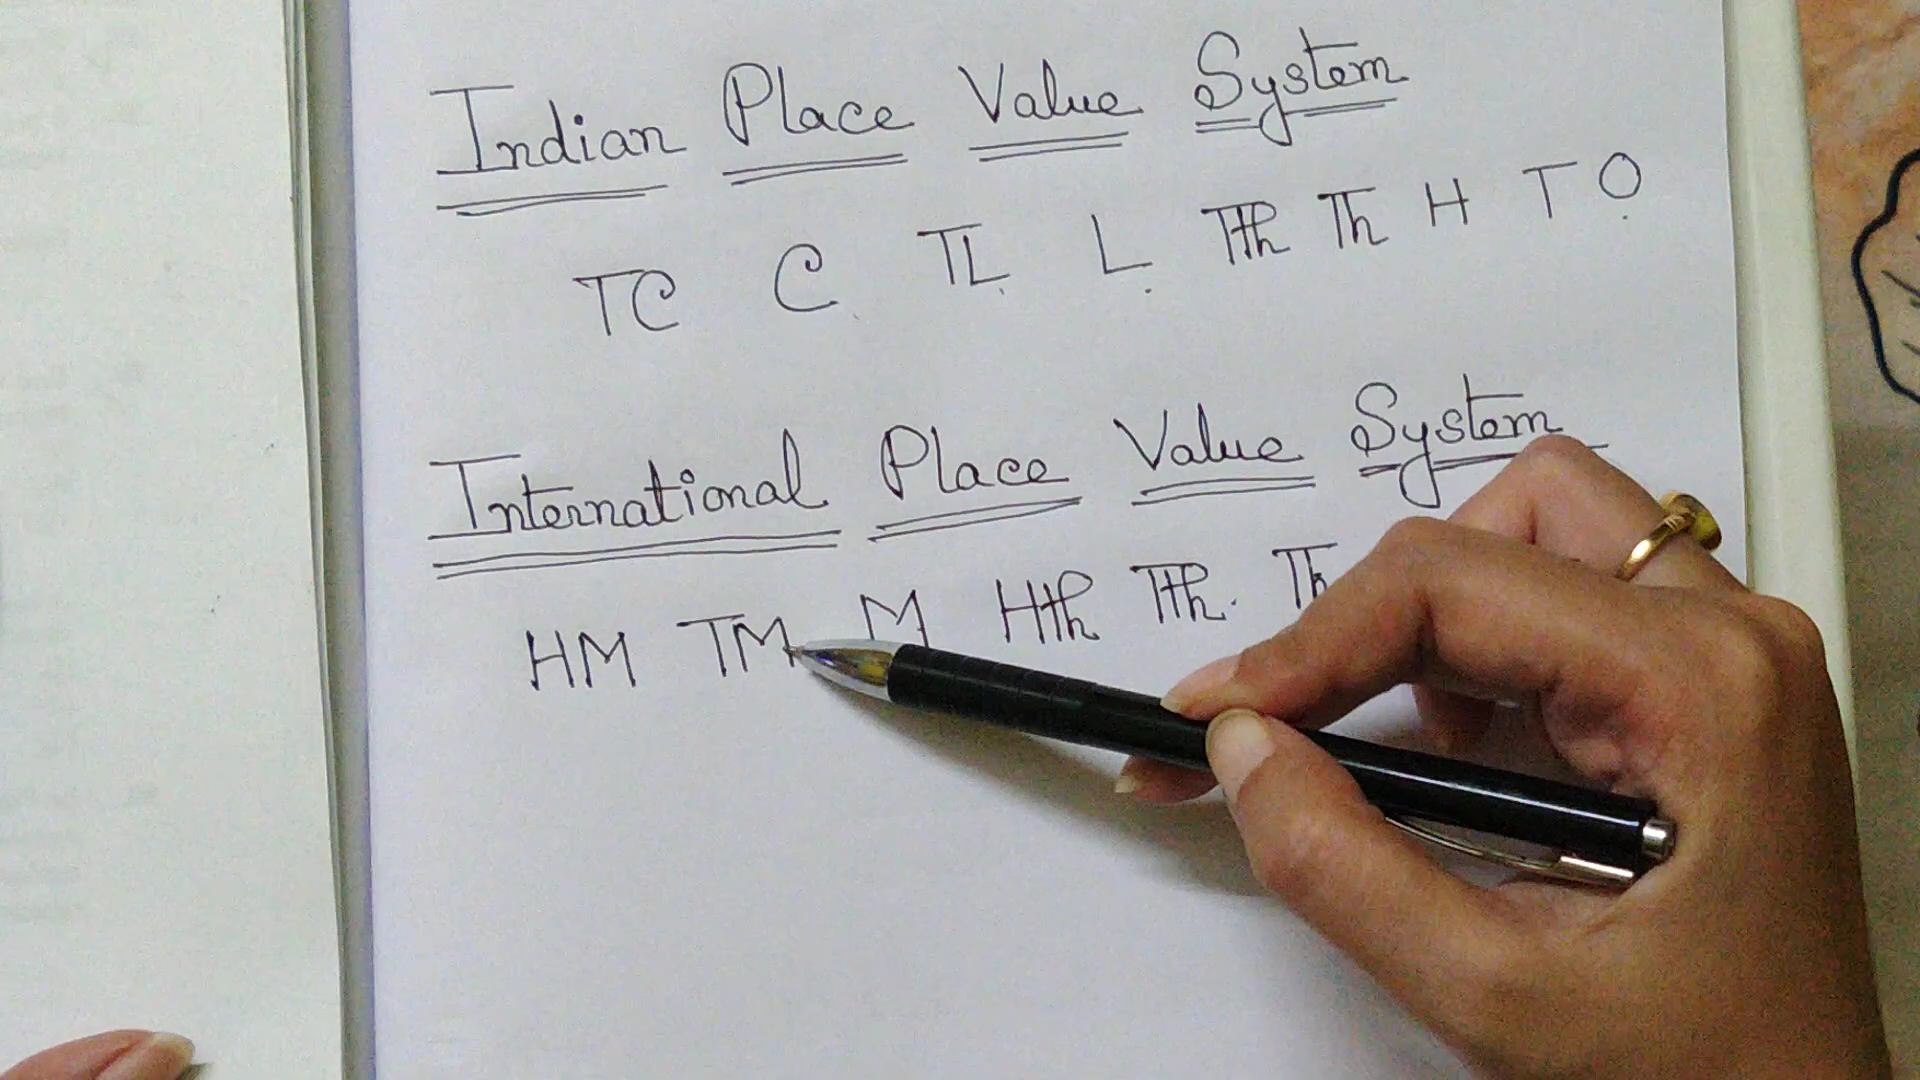 Indian Place Value System
TC C TL L Tth Th H T O
International Place Value System
HM TM M Hth Tth. Th